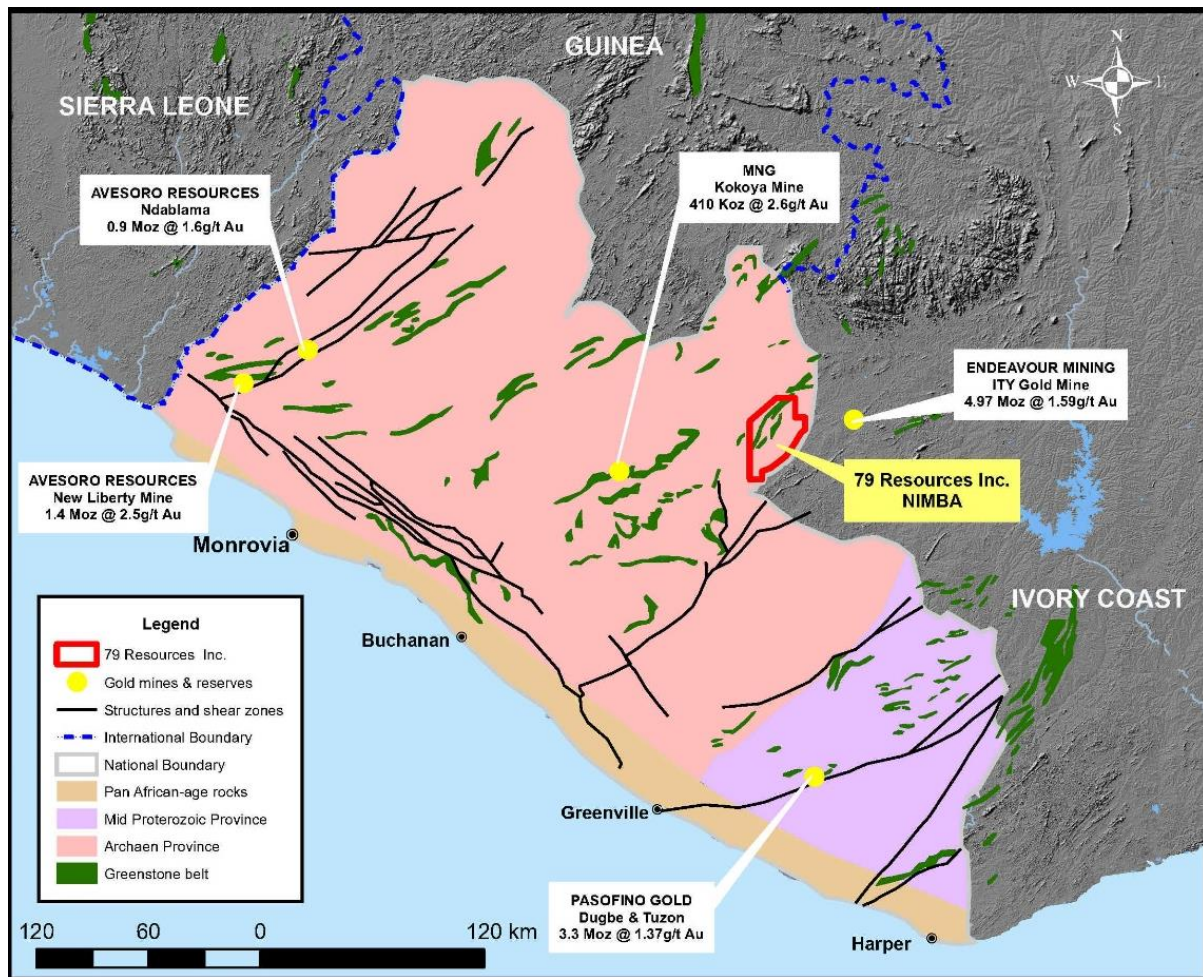 GUINEA
SIERRA LEONE
N
W
E
S
AVESORO RESOURCES
Ndablama
0.9 Moz @ 1.6g/t Au
MNG
Kokoya Mine
410 Koz @ 2.6g/t Au
ENDEAVOUR MINING
ITY Gold Mine
4.97 Moz @ 1.59g/t Au
AVESORO RESOURCES
New Liberty Mine
1.4 Moz @ 2.5g/t Au
79 Resources Inc.
NIMBA
Monrovia
IVORY COAST
Buchanan
Legend
79 Resources Inc.
Gold mines & reserves
Structures and shear zones
International Boundary
National Boundary
Pan African-age rocks
Mid Proterozoic Province
Archaen Province
Greenstone belt
Greenville
PASOFINO GOLD
Dugbe & Tuzon
3.3 Moz @ 1.37g/t Au
Harper
120 60 0 120 km